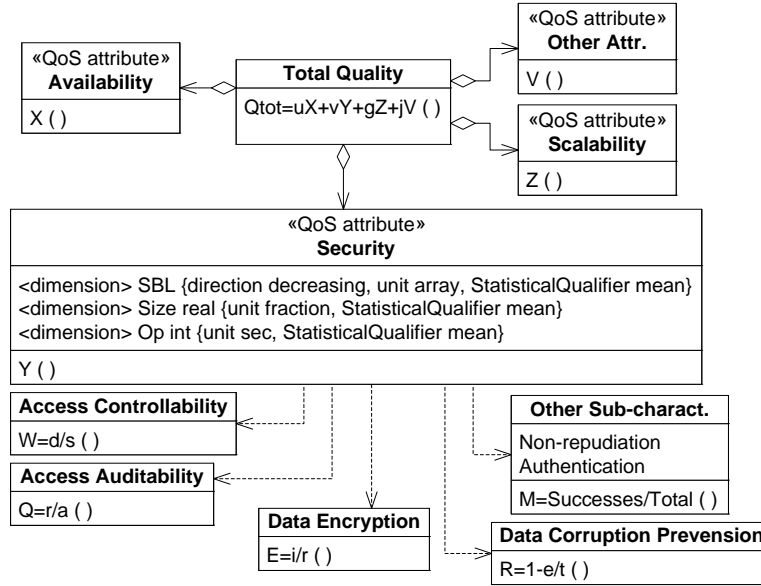 «QoS attribute»
Availability
X ( )
Total Quality
Qtot=uX+vY+gZ+jV ( )
«QoS attribute»
Other Attr.
V ( )
«QoS attribute»
Scalability
Z ( )
«QoS attribute»
Security
<dimension> SBL {direction decreasing, unit array, StatisticalQualifier mean}
<dimension> Size real {unit fraction, StatisticalQualifier mean}
<dimension> Op int {unit sec, StatisticalQualifier mean}
Y ( )
Access Controllability
W=d/s ( )
Access Auditability
Q=r/a ( )
Data Encryption
E=i/r ( )
Other Sub-charact.
Non-repudiation
Authentication
M=Successes/Total ( )
Data Corruption Prevension
R=1-e/t ( )